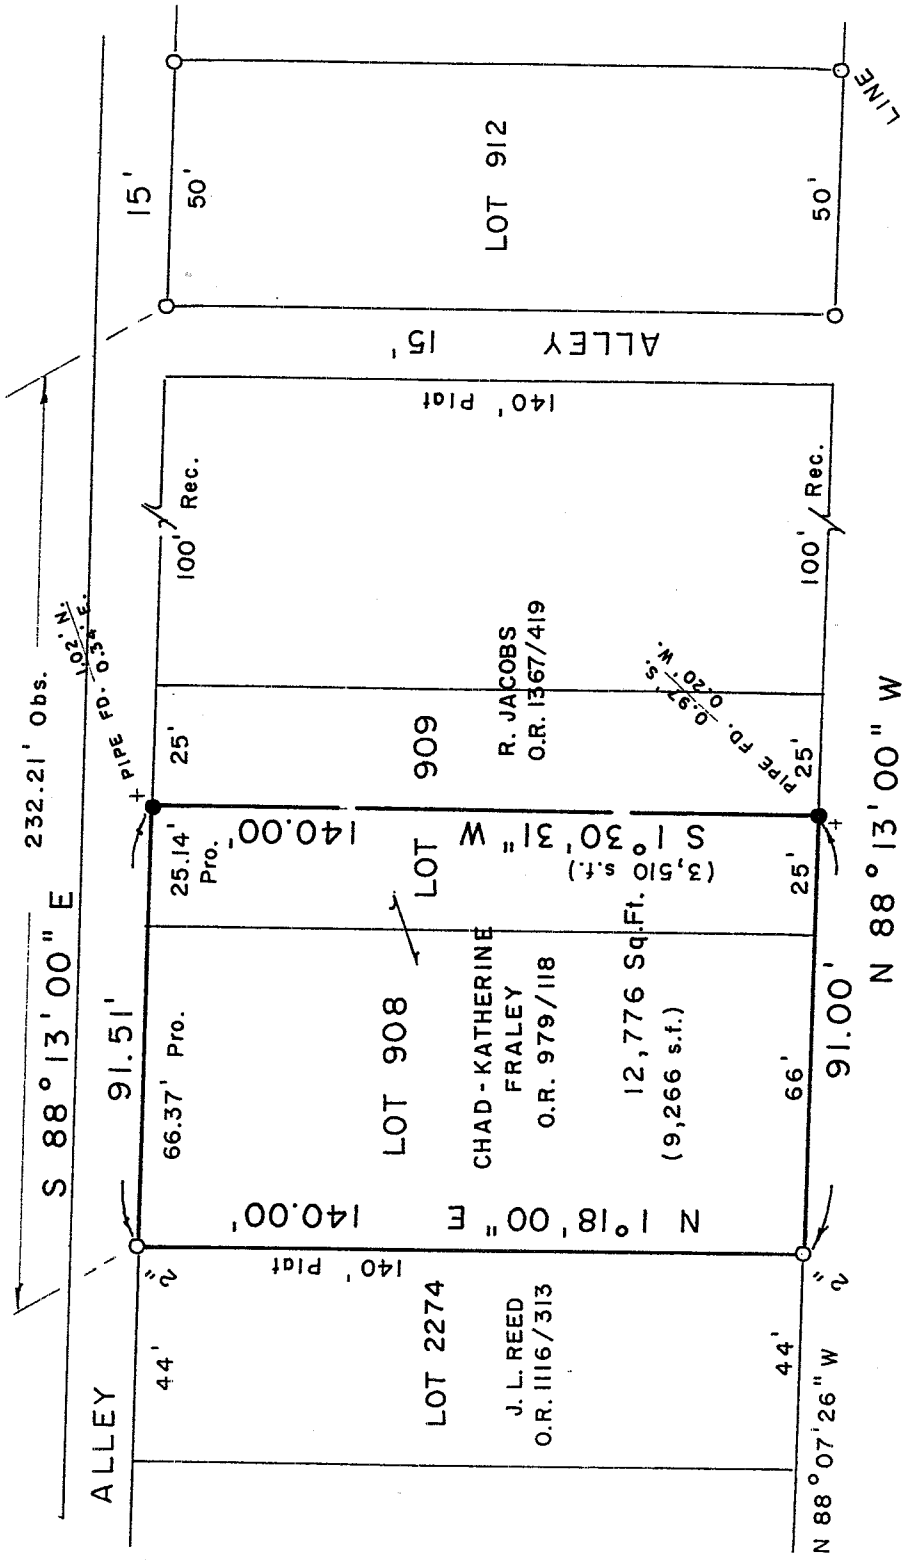 S 88° 13' 00" E
232.21' Obs.
ALLEY
91.51'
15'
PIPE FD.
1.02' N.
0.34' E.
44'
2"
66.37' Pro.
25.14'
Pro.
25'
100' Rec.
50'
140' Plat
N 1° 18' 00" E 140.00'
S 1° 30' 31" W 140.00'
(3,510 s.f.)
140' Plat
ALLEY 15'
LOT 2274
J. L. REED
O.R. 1116/313
LOT 908
CHAD-KATHERINE
FRALEY
O.R. 979/118
12,776 Sq.Ft.
(9,266 s.f.)
LOT 909
R. JACOBS
O.R. 1367/419
LOT 912
PIPE FD.
0.97' S.
0.20' W.
44'
2"
66'
25'
25'
100' Rec.
50'
N 88° 07' 26" W
91.00'
N 88° 13' 00" W
LINE